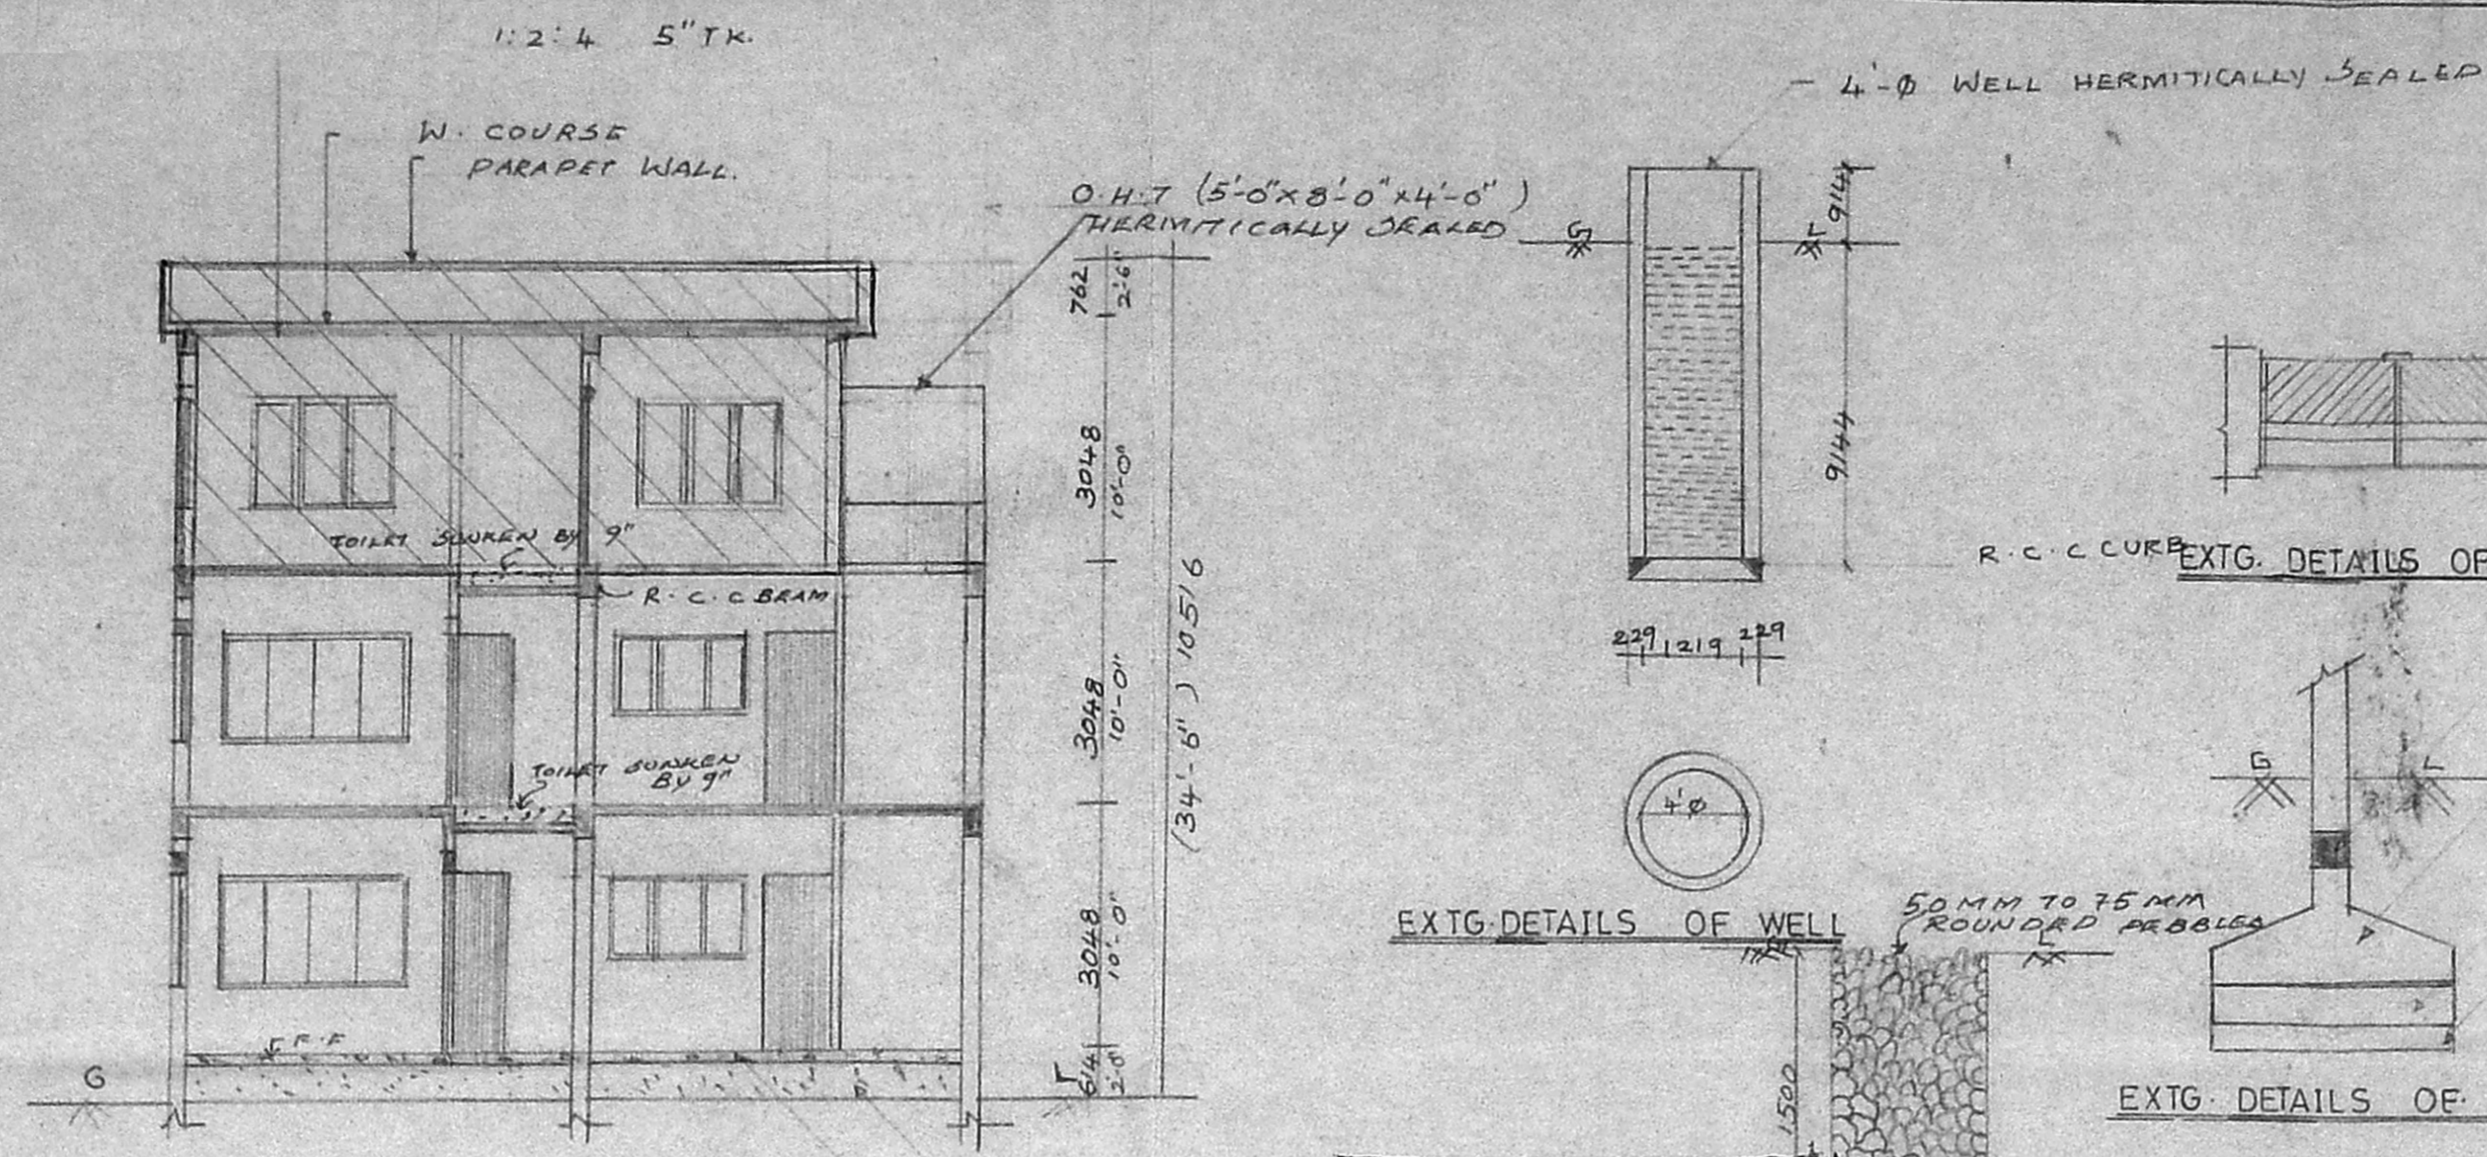 1:2:4 5" TK.
W. COURSE
PARAPET WALL.
O.H.T (5'-0"x8'-0"x4'-0")
HERMITICALLY SEALED
762
2'-6"
3048
10'-0"
TOILET SUNKEN BY 9"
R.C.C BEAM
3048
10'-0"
(34'-6") 10516
TOILET SUNKEN
BY 9"
3048
10'-0"
F.F
G
L
614
2'-0"
4'-Ø WELL HERMITICALLY SEALED
914
G
L
9144
R.C.C CURB
229 1219 229
4'Ø
EXTG. DETAILS OF WELL
50 MM TO 75 MM
ROUNDED PEBBLES
L
1500
EXTG. DETAILS OF
G
L
EXTG. DETAILS OF